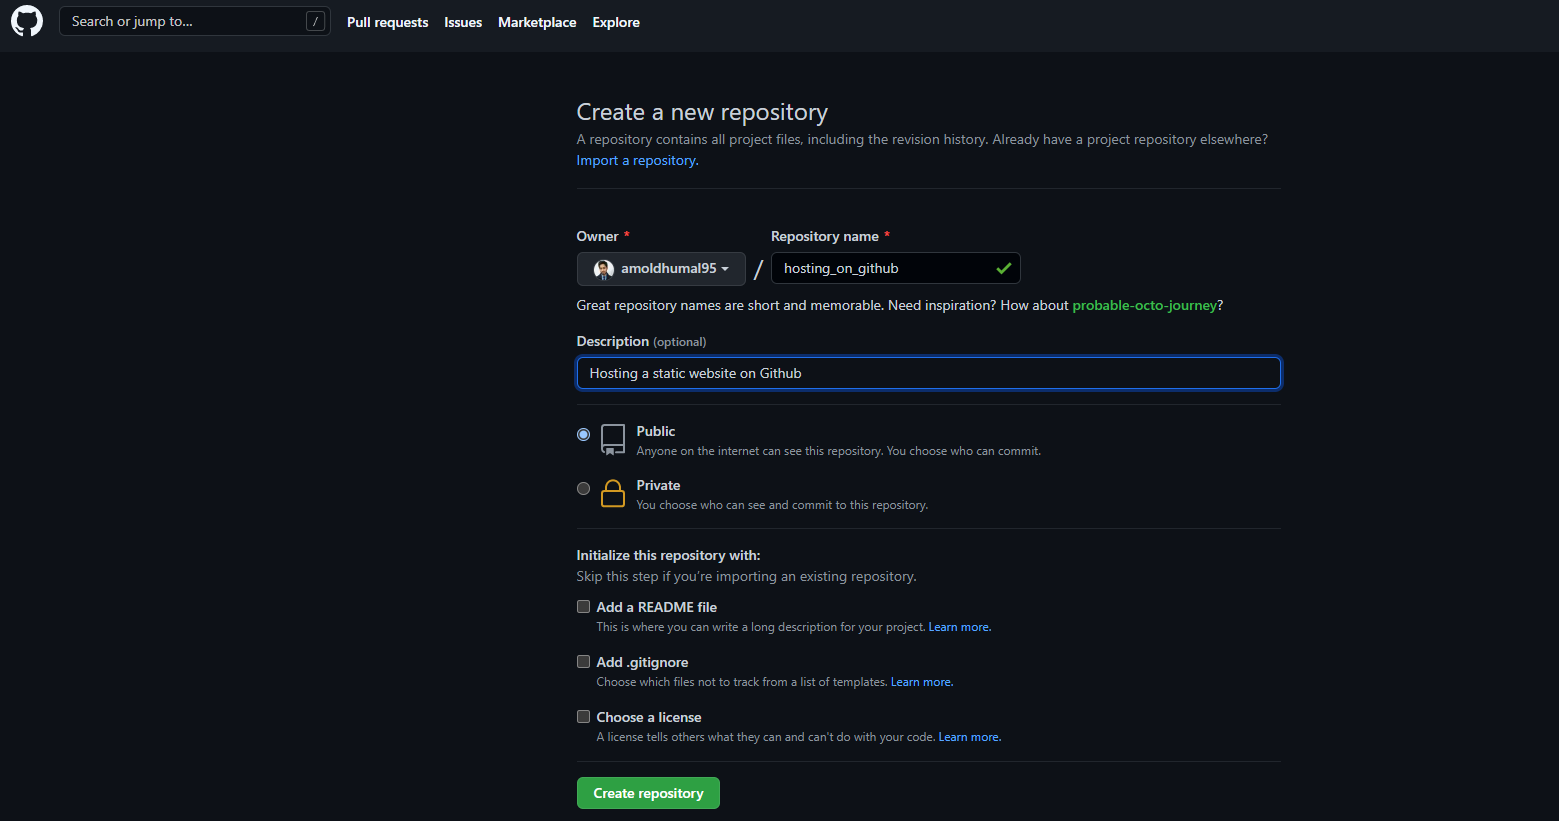 Search or jump to... /
Pull requests Issues Marketplace Explore
Create a new repository
A repository contains all project files, including the revision history. Already have a project repository elsewhere?
Import a repository.
Owner * Repository name *
amoldhumal95 / hosting_on_github
Great repository names are short and memorable. Need inspiration? How about probable-octo-journey?
Description (optional)
Hosting a static website on Github
Public
Anyone on the internet can see this repository. You choose who can commit.
Private
You choose who can see and commit to this repository.
Initialize this repository with:
Skip this step if you’re importing an existing repository.
Add a README file
This is where you can write a long description for your project. Learn more.
Add .gitignore
Choose which files not to track from a list of templates. Learn more.
Choose a license
A license tells others what they can and can't do with your code. Learn more.
Create repository